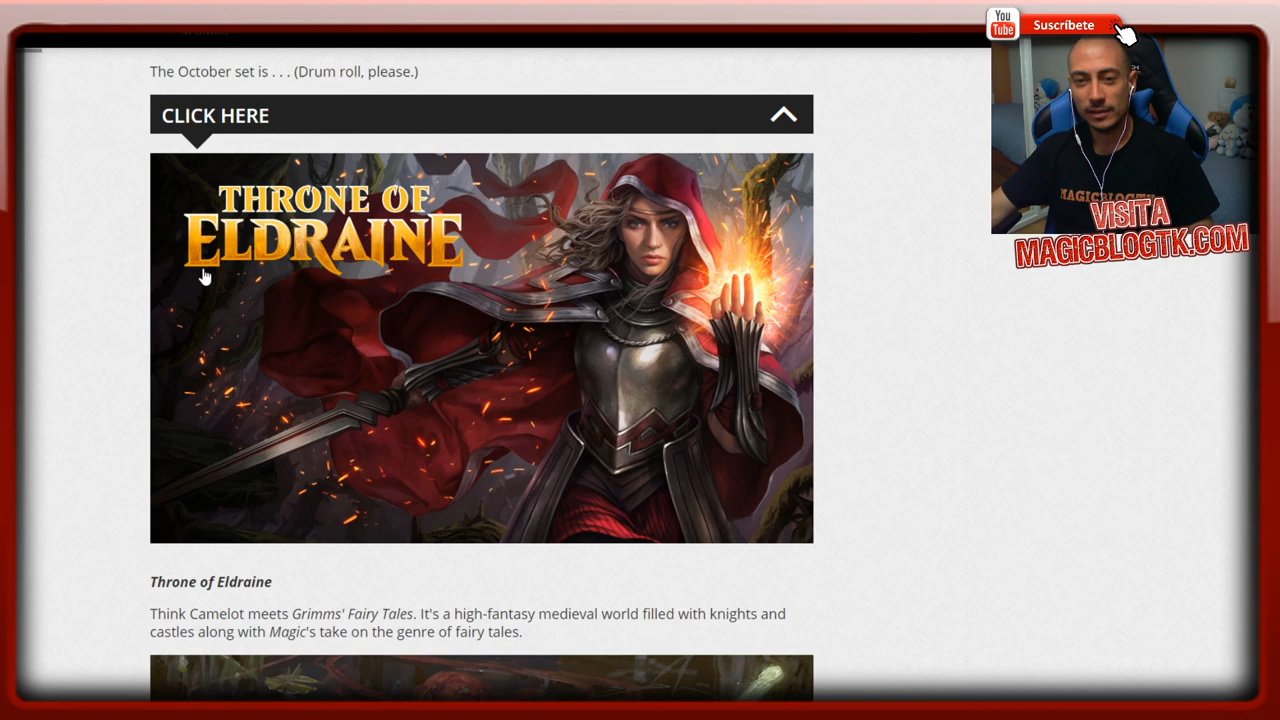 You
Tube
Suscríbete
The October set is . . . (Drum roll, please.)
CLICK HERE
THRONE OF
ELDRAINE
MAGICBLOGTK
VISITA
MAGICBLOGTK.COM
Throne of Eldraine
Think Camelot meets Grimms' Fairy Tales. It's a high-fantasy medieval world filled with knights and
castles along with Magic's take on the genre of fairy tales.